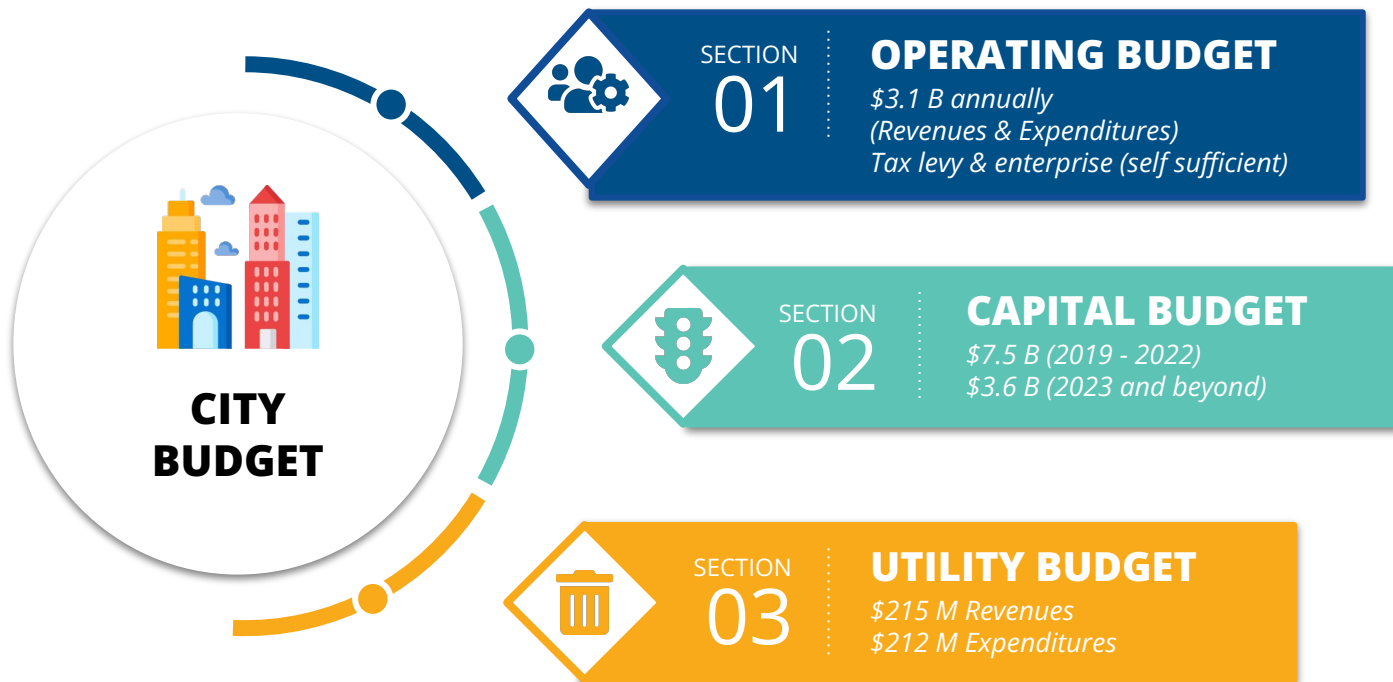 CITY
BUDGET
SECTION
01
OPERATING BUDGET
$3.1 B annually
(Revenues & Expenditures)
Tax levy & enterprise (self sufficient)
SECTION
02
CAPITAL BUDGET
$7.5 B (2019 - 2022)
$3.6 B (2023 and beyond)
SECTION
03
UTILITY BUDGET
$215 M Revenues
$212 M Expenditures